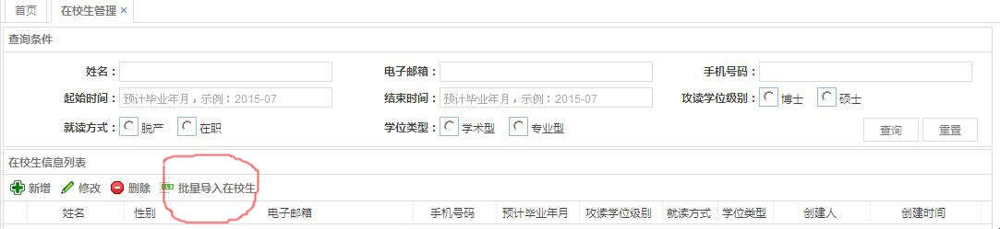 首页 在校生管理 ×
查询条件
姓名： 电子邮箱： 手机号码：
起始时间： 预计毕业年月，示例：2015-07 结束时间： 预计毕业年月，示例：2015-07 攻读学位级别： 博士 硕士
就读方式： 脱产 在职 学位类型： 学术型 专业型 查询 重置
在校生信息列表
新增 修改 删除 批量导入在校生
姓名 性别 电子邮箱 手机号码 预计毕业年月 攻读学位级别 就读方式 学位类型 创建人 创建时间